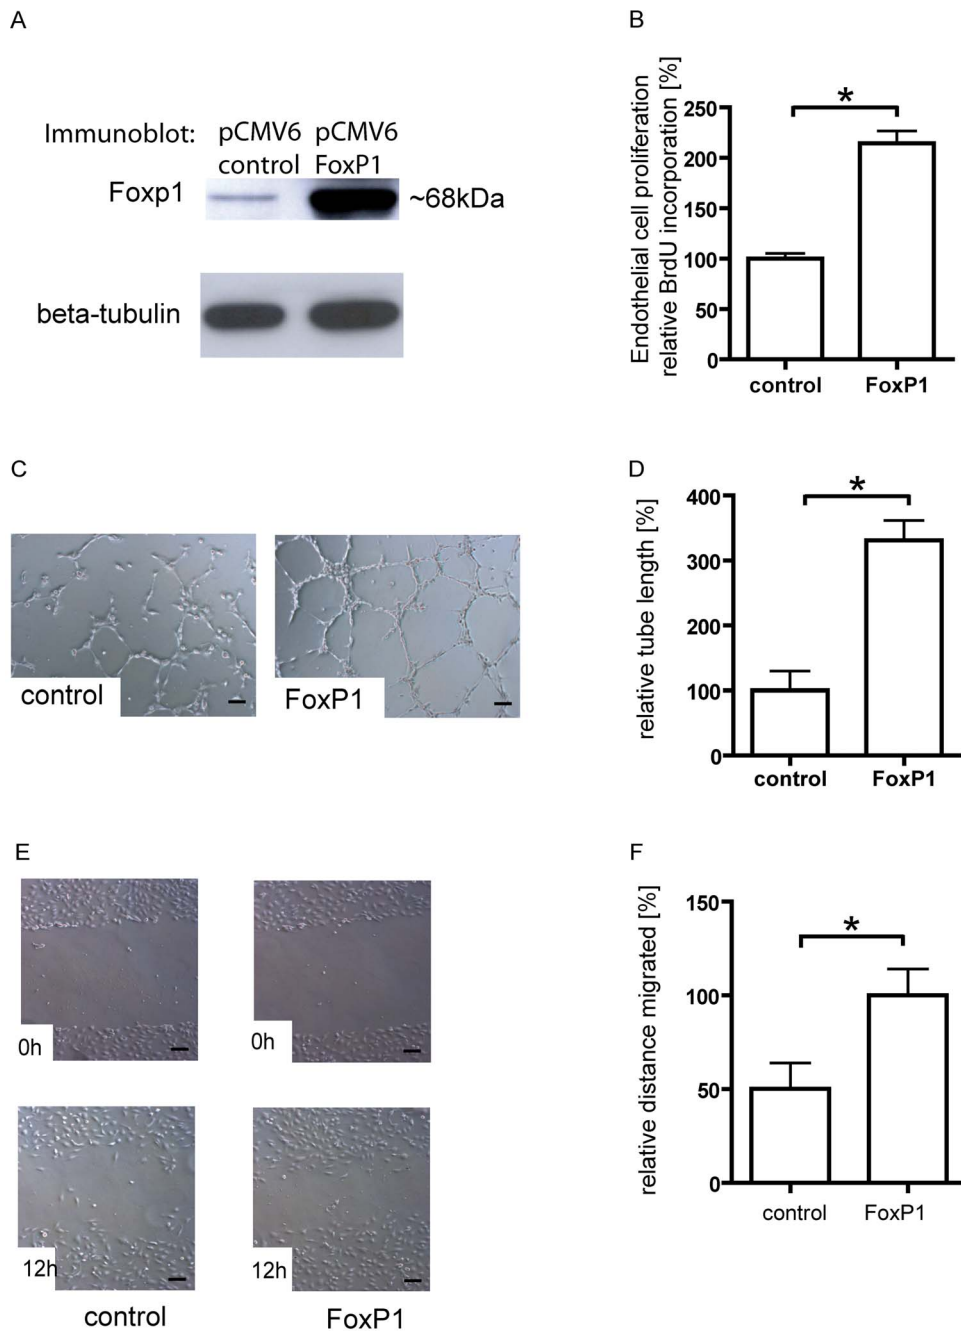 A
Immunoblot: pCMV6 pCMV6
control FoxP1
Foxp1 ~68kDa
beta-tubulin
B
Endothelial cell proliferation
relative BrdU incorporation [%]
250
200
150
100
50
0
*
control FoxP1
C
control
FoxP1
D
relative tube length [%]
400
300
200
100
0
*
control FoxP1
E
0h
0h
12h
12h
control FoxP1
F
relative distance migrated [%]
150
100
50
0
*
control FoxP1